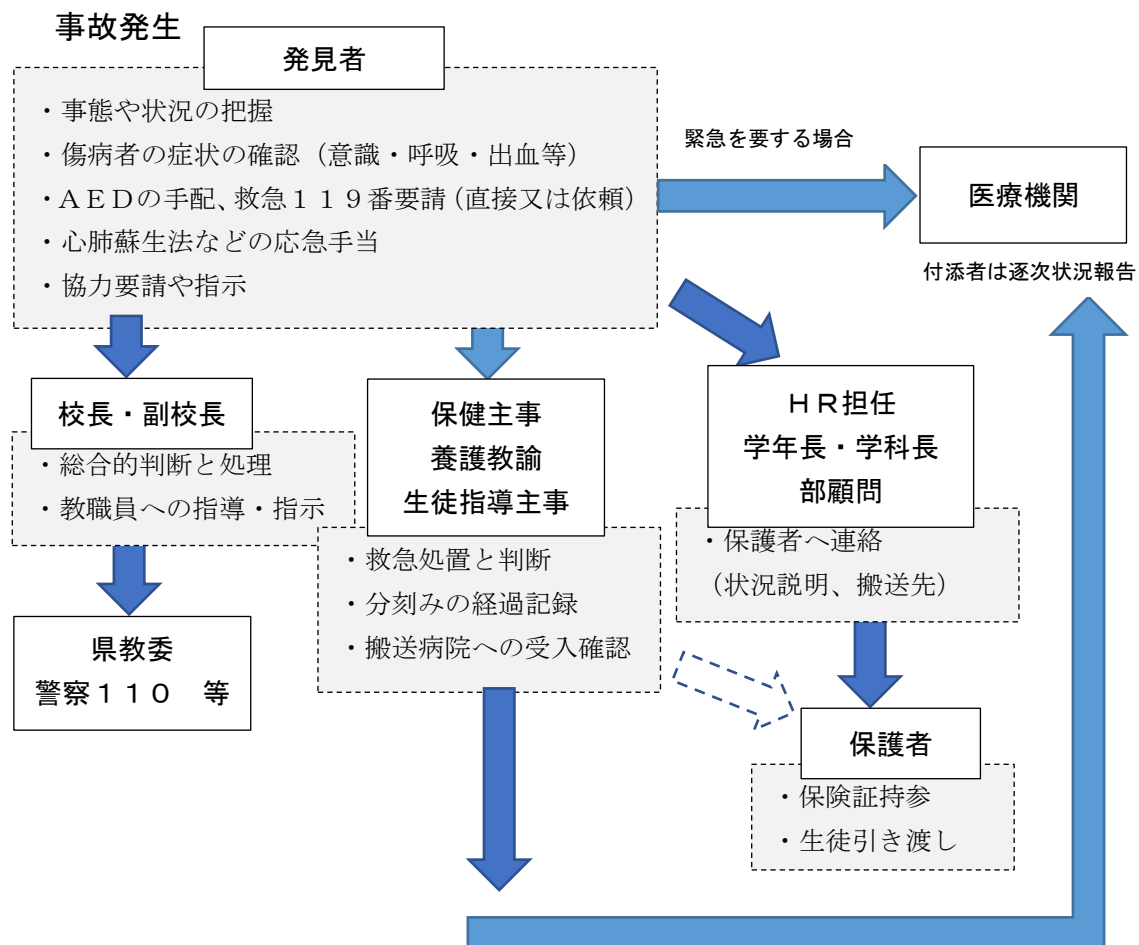 事故発生
発見者
・事態や状況の把握
・傷病者の症状の確認（意識・呼吸・出血等）
・ＡＥＤの手配、救急１１９番要請（直接又は依頼）
・心肺蘇生法などの応急手当
・協力要請や指示
緊急を要する場合
医療機関
付添者は逐次状況報告
校長・副校長
・総合的判断と処理
・教職員への指導・指示
県教委
警察１１０　等
保健主事
養護教諭
生徒指導主事
・救急処置と判断
・分刻みの経過記録
・搬送病院への受入確認
ＨＲ担任
学年長・学科長
部顧問
・保護者へ連絡
（状況説明、搬送先）
保護者
・保険証持参
・生徒引き渡し